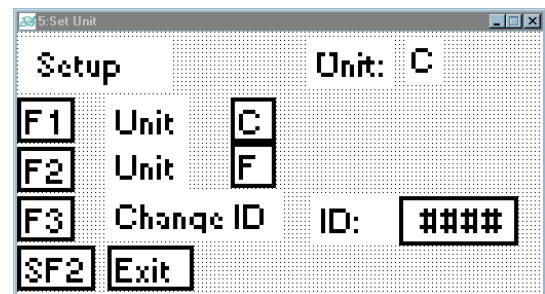 5:Set Unit
Setup Unit: C
F1 Unit C
F2 Unit F
F3 Change ID ID: ####
SF2 Exit